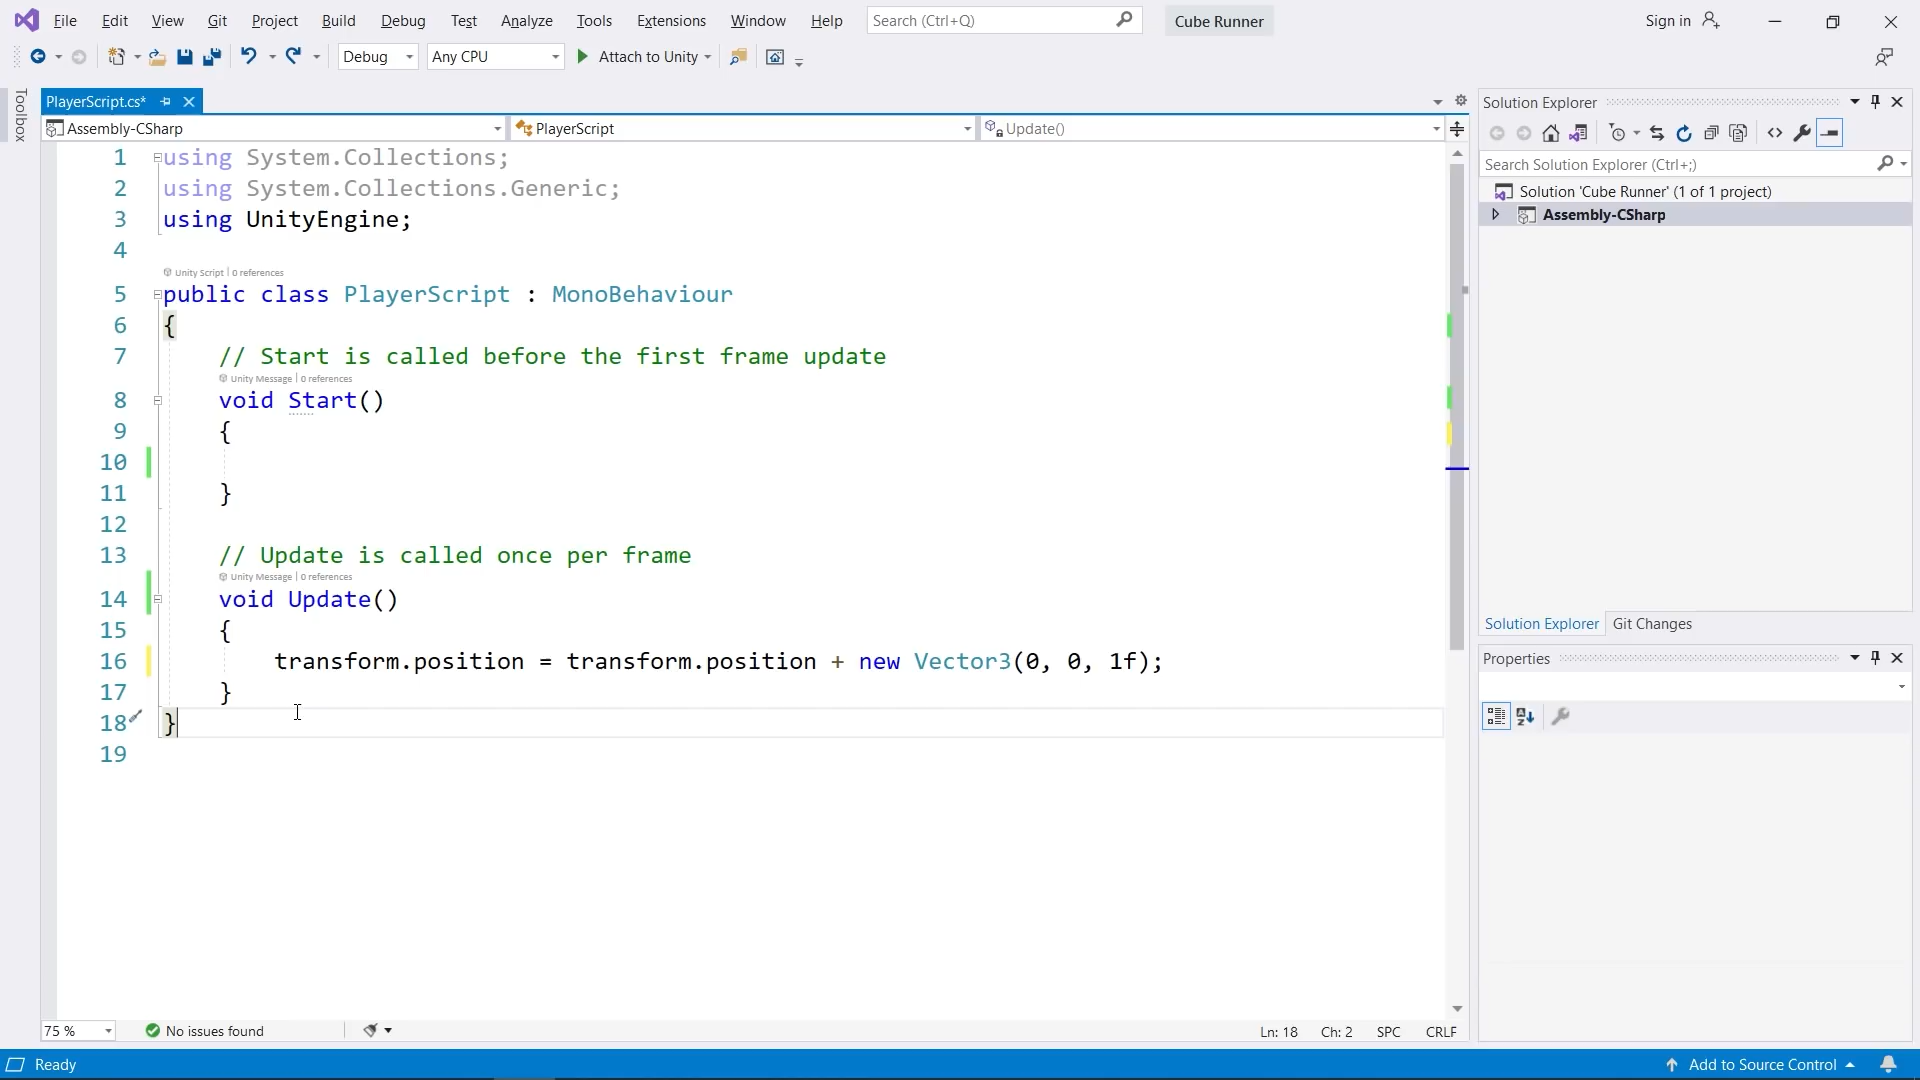 File Edit View Git Project Build Debug Test Analyze Tools Extensions Window Help Search (Ctrl+Q) Cube Runner Sign in
Debug Any CPU Attach to Unity
Toolbox
PlayerScript.cs*
Assembly-CSharp PlayerScript Update()
1 using System.Collections;
2 using System.Collections.Generic;
3 using UnityEngine;
4
Unity Script | 0 references
5 public class PlayerScript : MonoBehaviour
6 {
7 // Start is called before the first frame update
Unity Message | 0 references
8 void Start()
9 {
10
11 }
12
13 // Update is called once per frame
Unity Message | 0 references
14 void Update()
15 {
16 transform.position = transform.position + new Vector3(0, 0, 1f);
17 }
18 }
19
75 % No issues found Ln: 18 Ch: 2 SPC CRLF
Solution Explorer
Search Solution Explorer (Ctrl+;)
Solution 'Cube Runner' (1 of 1 project)
Assembly-CSharp
Solution Explorer Git Changes
Properties
Ready Add to Source Control